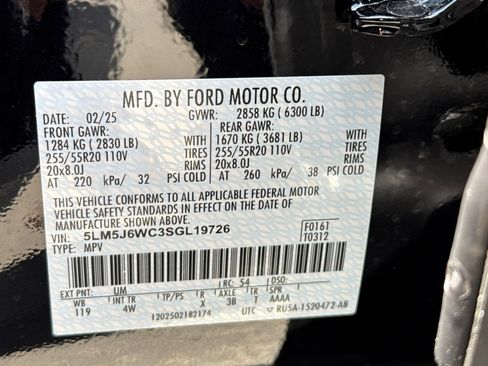 MFD. BY FORD MOTOR CO.
DATE: 02/25 GVWR: 2858 KG ( 6300 LB)
FRONT GAWR: REAR GAWR:
1284 KG ( 2830 LB) 1670 KG ( 3681 LB)
255/55R20 110V TIRES 255/55R20 110V TIRES
20x8.0J RIMS 20x8.0J RIMS
AT 220 kPa/ 32 PSI COLD AT 260 kPa/ 38 PSI COLD
THIS VEHICLE CONFORMS TO ALL APPLICABLE FEDERAL MOTOR
VEHICLE SAFETY AND BUMPER STANDARDS IN EFFECT ON THE DATE OF
MANUFACTURE SHOWN ABOVE.
VIN: 5LM5J6WC3SGL19726 F0161
TYPE: MPV T0312
EXT PNT: UM RC: 54
WB INT TR TP/PS R AXLE TR SPR
119 4W X 3B T AAAA
1202502182174 UTC RU5A-1520472-AB